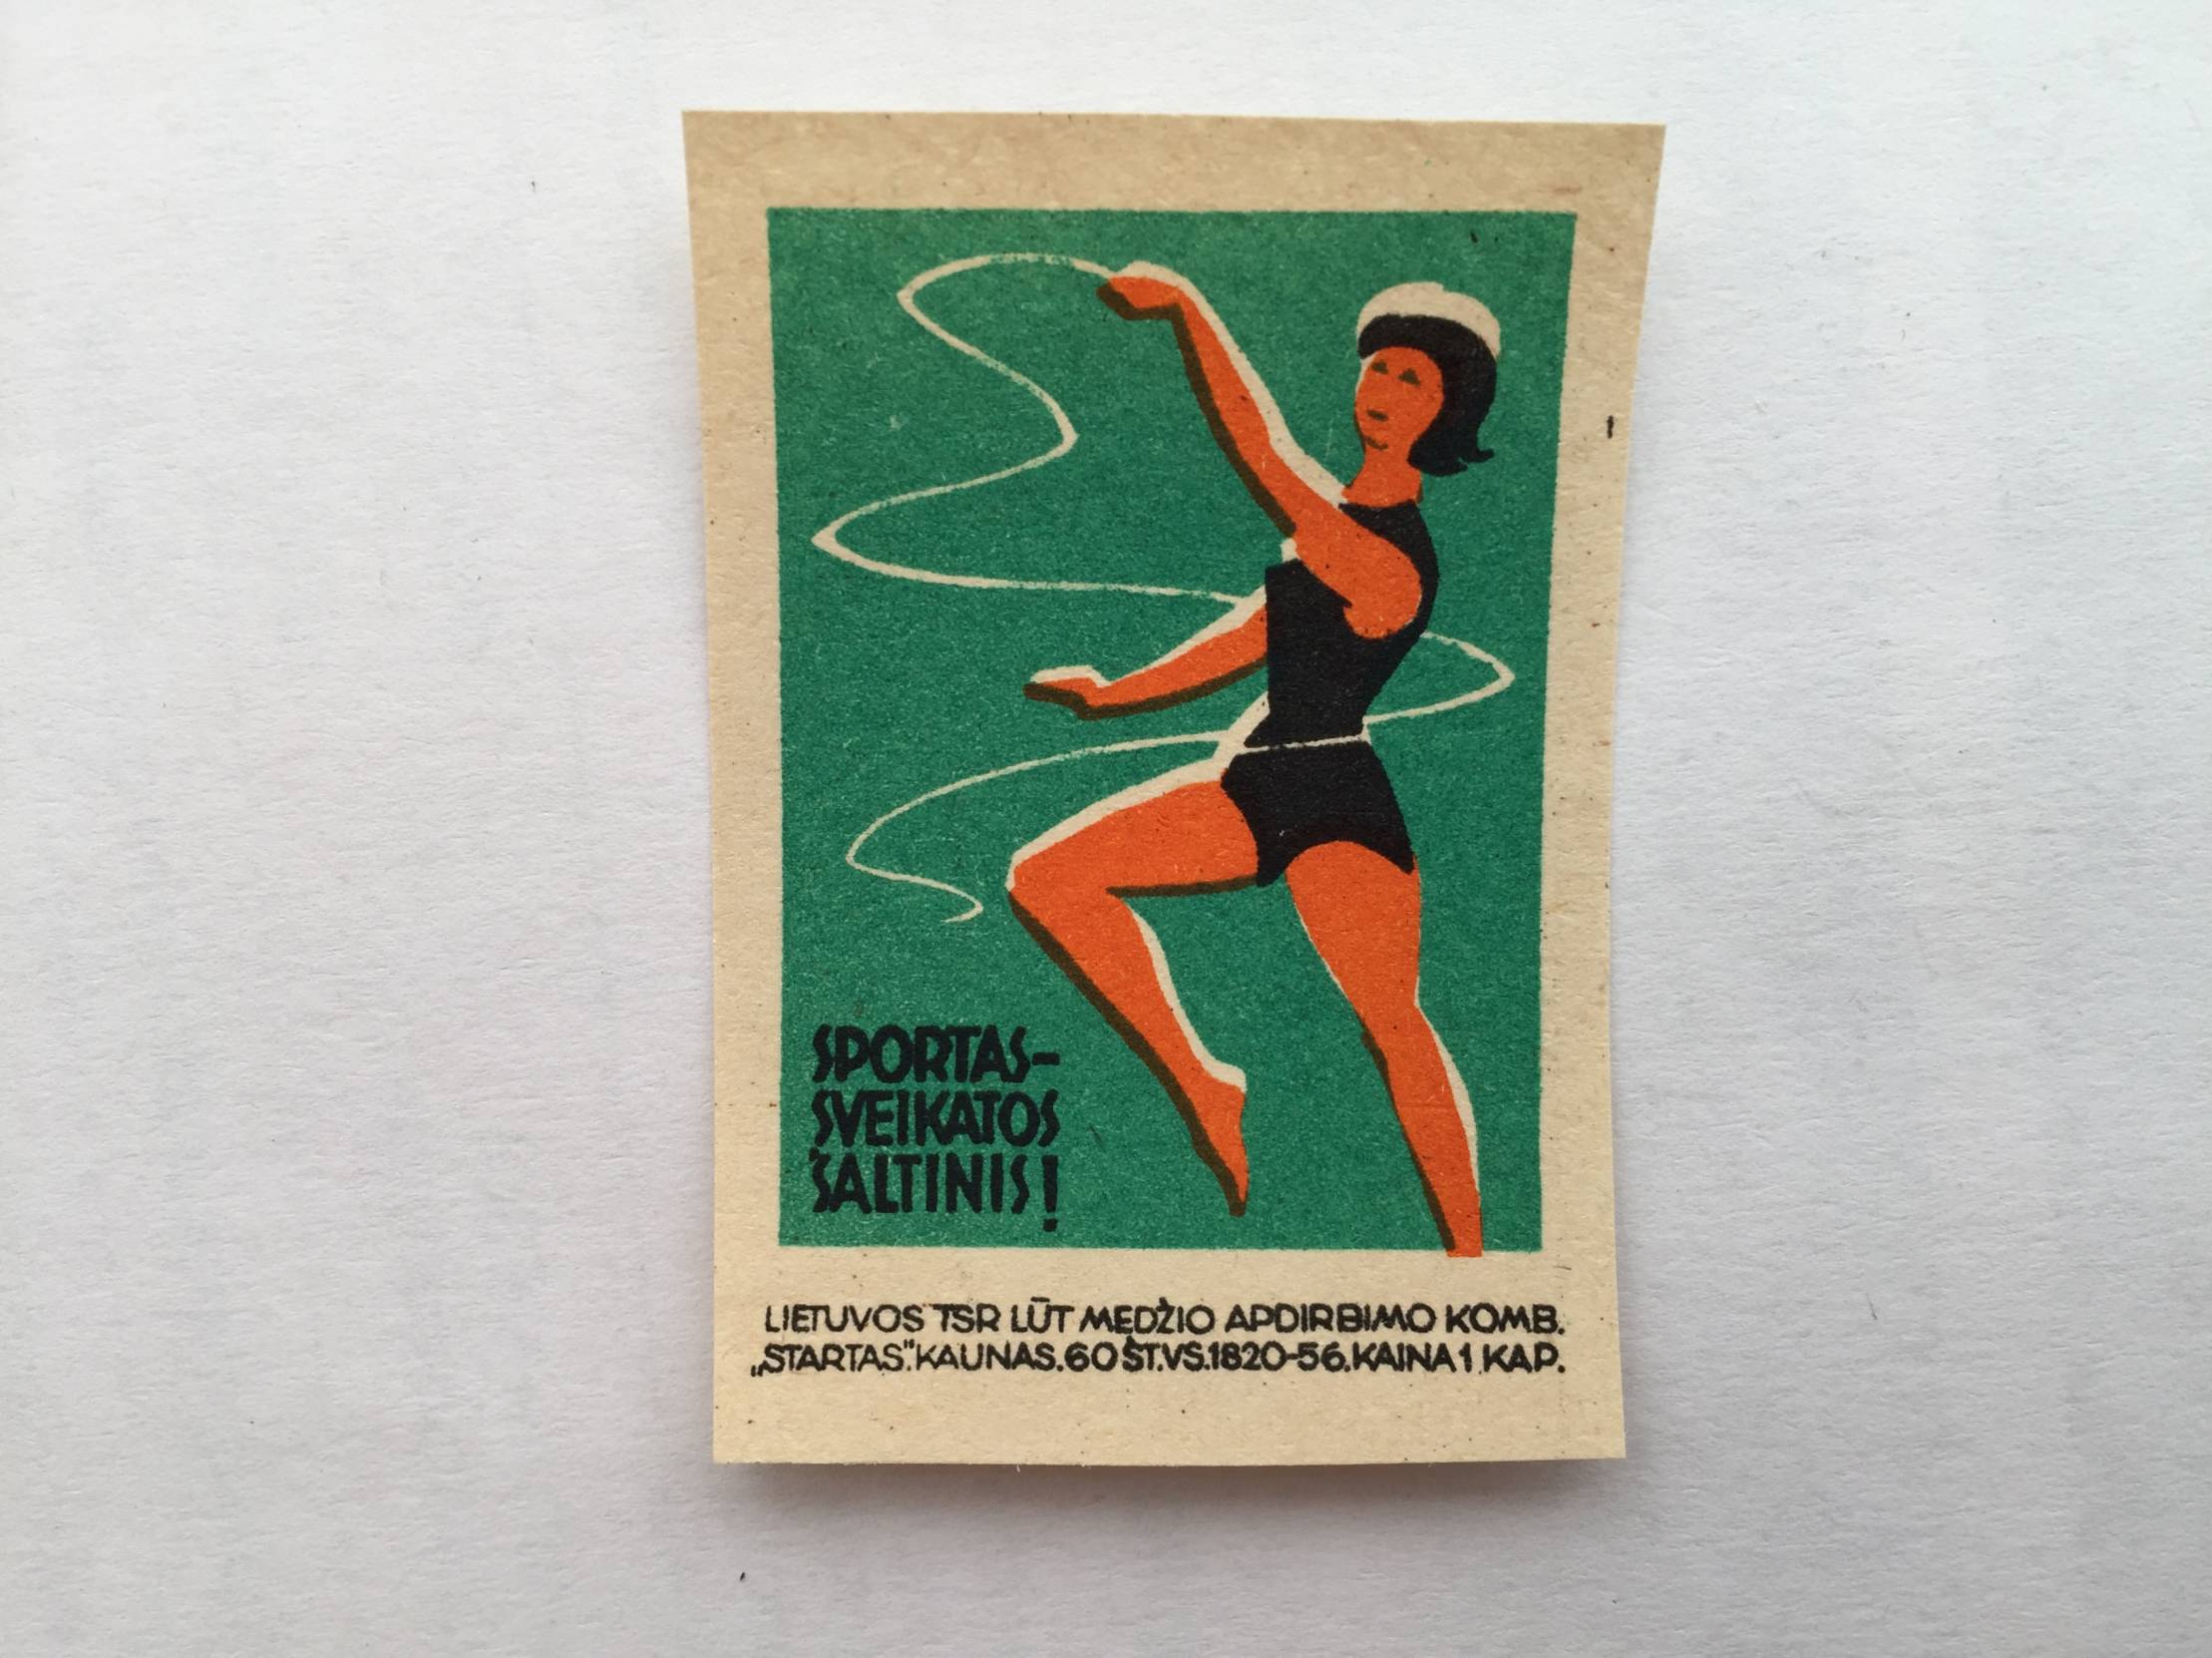 SPORTAS-
SVEIKATOS
ŠALTINIS!
LIETUVOS TSR LŪT MEDŽIO APDIRBIMO KOMB.
„STARTAS".KAUNAS.60 ŠT.VS.1820-56.KAINA 1 KAP.